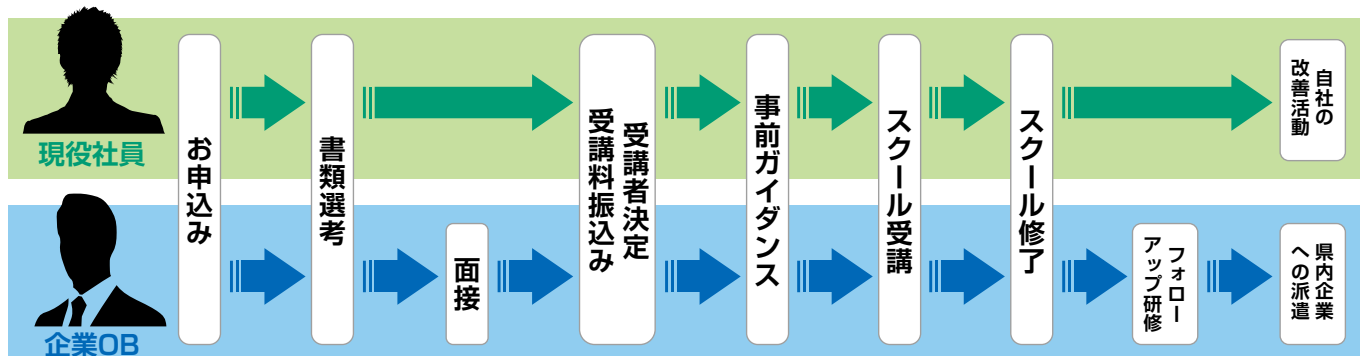 現役社員
企業OB
お申込み
書類選考
面接
受講者決定
受講料振込み
事前ガイダンス
スクール受講
スクール修了
フォロー
アップ研修
自社の
改善活動
県内企業
への派遣